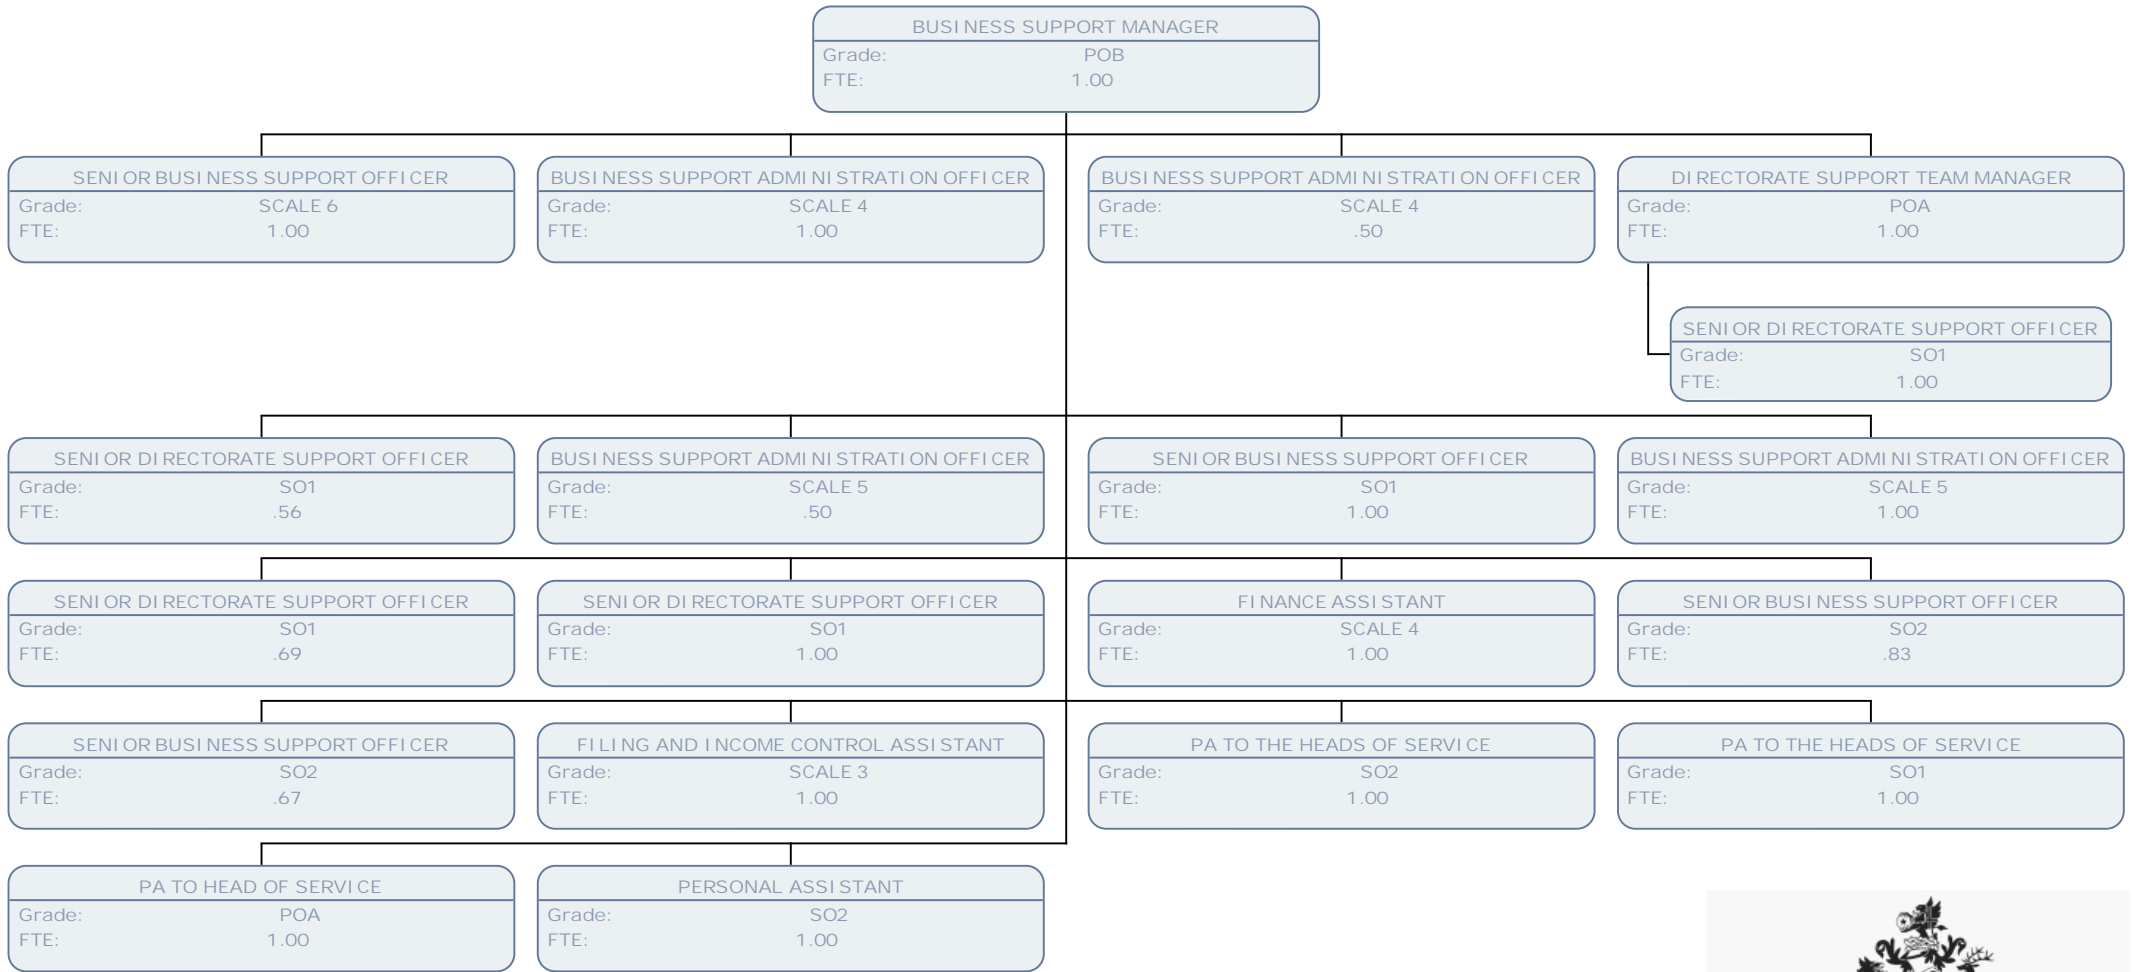 BUSINESS SUPPORT MANAGER
Grade: POB
FTE: 1.00
SENIOR BUSINESS SUPPORT OFFICER
Grade: SCALE 6
FTE: 1.00
BUSINESS SUPPORT ADMINISTRATION OFFICER
Grade: SCALE 4
FTE: 1.00
BUSINESS SUPPORT ADMINISTRATION OFFICER
Grade: SCALE 4
FTE: .50
DIRECTORATE SUPPORT TEAM MANAGER
Grade: POA
FTE: 1.00
SENIOR DIRECTORATE SUPPORT OFFICER
Grade: SO1
FTE: 1.00
SENIOR DIRECTORATE SUPPORT OFFICER
Grade: SO1
FTE: .56
BUSINESS SUPPORT ADMINISTRATION OFFICER
Grade: SCALE 5
FTE: .50
SENIOR BUSINESS SUPPORT OFFICER
Grade: SO1
FTE: 1.00
BUSINESS SUPPORT ADMINISTRATION OFFICER
Grade: SCALE 5
FTE: 1.00
SENIOR DIRECTORATE SUPPORT OFFICER
Grade: SO1
FTE: .69
SENIOR DIRECTORATE SUPPORT OFFICER
Grade: SO1
FTE: 1.00
FINANCE ASSISTANT
Grade: SCALE 4
FTE: 1.00
SENIOR BUSINESS SUPPORT OFFICER
Grade: SO2
FTE: .83
SENIOR BUSINESS SUPPORT OFFICER
Grade: SO2
FTE: .67
FILING AND INCOME CONTROL ASSISTANT
Grade: SCALE 3
FTE: 1.00
PA TO THE HEADS OF SERVICE
Grade: SO2
FTE: 1.00
PA TO THE HEADS OF SERVICE
Grade: SO1
FTE: 1.00
PA TO HEAD OF SERVICE
Grade: POA
FTE: 1.00
PERSONAL ASSISTANT
Grade: SO2
FTE: 1.00